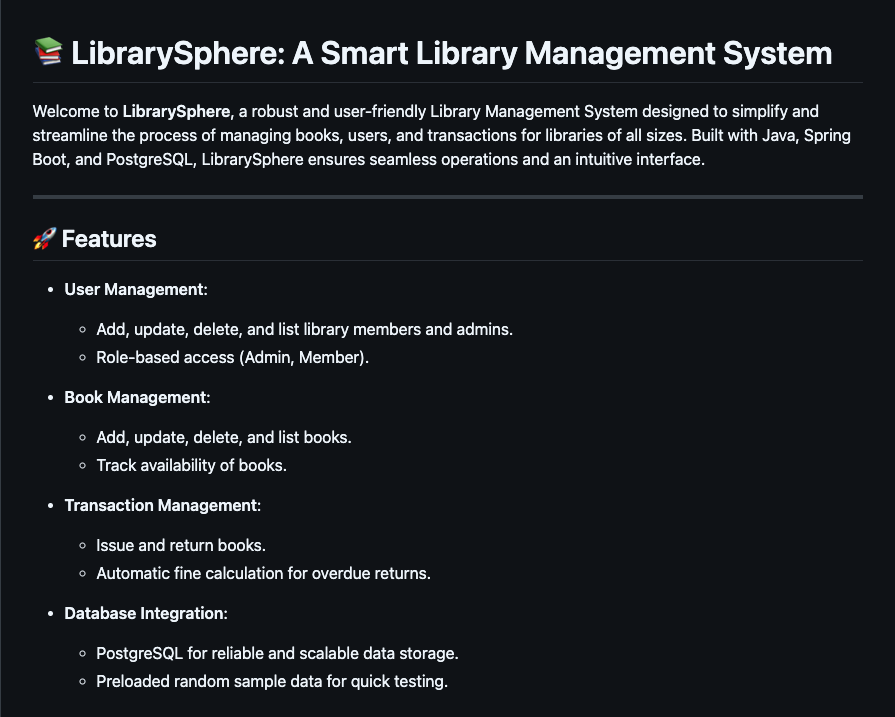 📚 LibrarySphere: A Smart Library Management System
Welcome to LibrarySphere, a robust and user-friendly Library Management System designed to simplify and
streamline the process of managing books, users, and transactions for libraries of all sizes. Built with Java, Spring
Boot, and PostgreSQL, LibrarySphere ensures seamless operations and an intuitive interface.
🚀 Features
• User Management:
◦ Add, update, delete, and list library members and admins.
◦ Role-based access (Admin, Member).
• Book Management:
◦ Add, update, delete, and list books.
◦ Track availability of books.
• Transaction Management:
◦ Issue and return books.
◦ Automatic fine calculation for overdue returns.
• Database Integration:
◦ PostgreSQL for reliable and scalable data storage.
◦ Preloaded random sample data for quick testing.